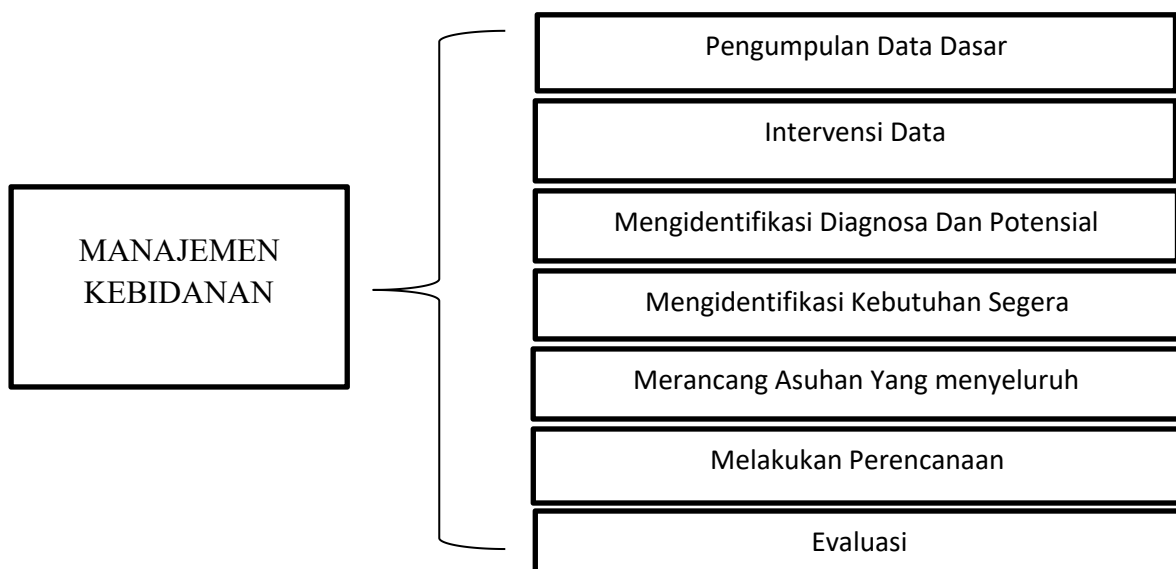 MANAJEMEN
KEBIDANAN
Pengumpulan Data Dasar
Intervensi Data
Mengidentifikasi Diagnosa Dan Potensial
Mengidentifikasi Kebutuhan Segera
Merancang Asuhan Yang menyeluruh
Melakukan Perencanaan
Evaluasi